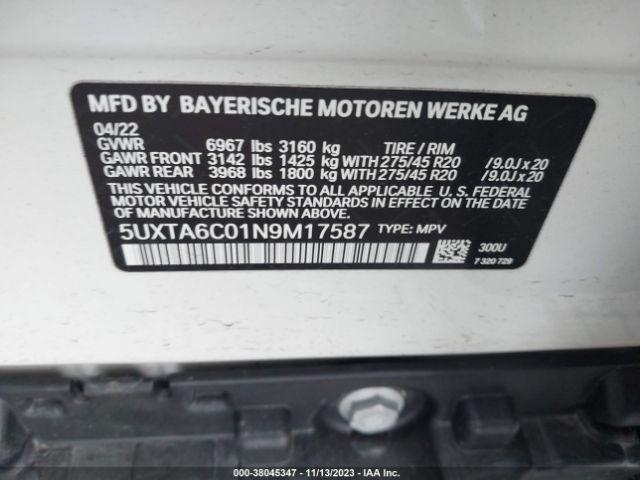 MFD BY BAYERISCHE MOTOREN WERKE AG
04/22
GVWR 6967 lbs 3160 kg TIRE / RIM
GAWR FRONT 3142 lbs 1425 kg WITH 275/45 R20 /9.0J x 20
GAWR REAR 3968 lbs 1800 kg WITH 275/45 R20 /9.0J x 20
THIS VEHICLE CONFORMS TO ALL APPLICABLE U. S. FEDERAL
MOTOR VEHICLE SAFETY STANDARDS IN EFFECT ON THE
DATE OF MANUFACTURE SHOWN ABOVE.
5UXTA6C01N9M17587 TYPE: MPV
300U
7 320 729
000-38045347 - 11/13/2023 - IAA Inc.